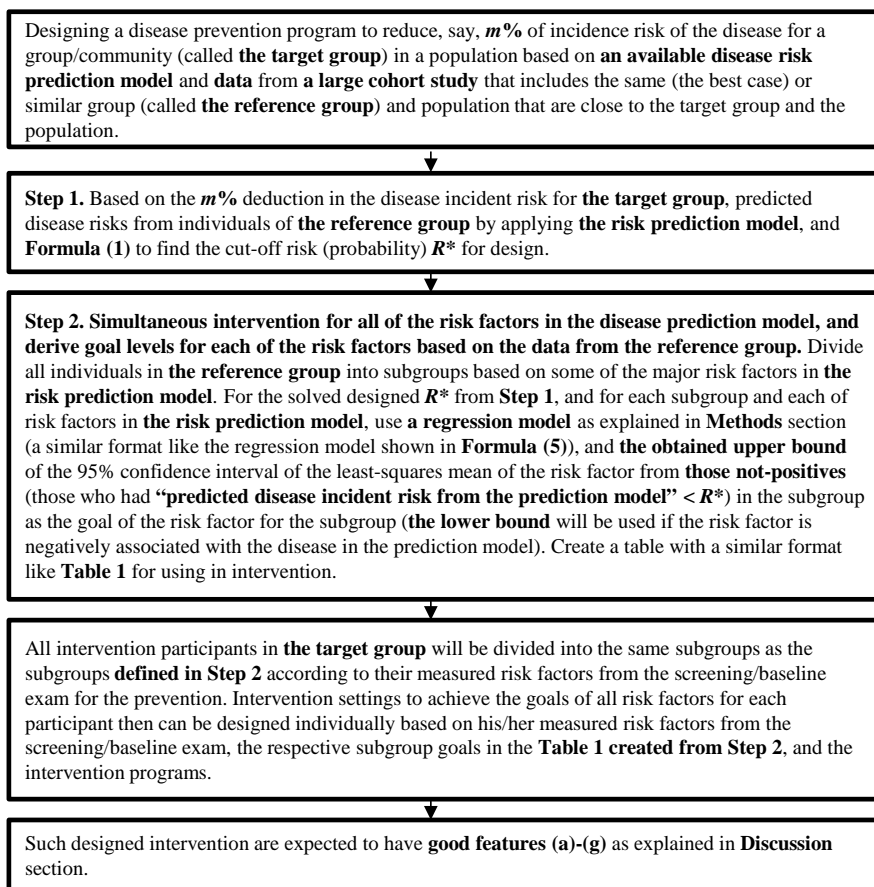 Designing a disease prevention program to reduce, say, m% of incidence risk of the disease for a
group/community (called the target group) in a population based on an available disease risk
prediction model and data from a large cohort study that includes the same (the best case) or
similar group (called the reference group) and population that are close to the target group and the
population.
Step 1. Based on the m% deduction in the disease incident risk for the target group, predicted
disease risks from individuals of the reference group by applying the risk prediction model, and
Formula (1) to find the cut-off risk (probability) R* for design.
Step 2. Simultaneous intervention for all of the risk factors in the disease prediction model, and
derive goal levels for each of the risk factors based on the data from the reference group. Divide
all individuals in the reference group into subgroups based on some of the major risk factors in the
risk prediction model. For the solved designed R* from Step 1, and for each subgroup and each of
risk factors in the risk prediction model, use a regression model as explained in Methods section
(a similar format like the regression model shown in Formula (5)), and the obtained upper bound
of the 95% confidence interval of the least-squares mean of the risk factor from those not-positives
(those who had “predicted disease incident risk from the prediction model” < R*) in the subgroup
as the goal of the risk factor for the subgroup (the lower bound will be used if the risk factor is
negatively associated with the disease in the prediction model). Create a table with a similar format
like Table 1 for using in intervention.
All intervention participants in the target group will be divided into the same subgroups as the
subgroups defined in Step 2 according to their measured risk factors from the screening/baseline
exam for the prevention. Intervention settings to achieve the goals of all risk factors for each
participant then can be designed individually based on his/her measured risk factors from the
screening/baseline exam, the respective subgroup goals in the Table 1 created from Step 2, and the
intervention programs.
Such designed intervention are expected to have good features (a)-(g) as explained in Discussion
section.